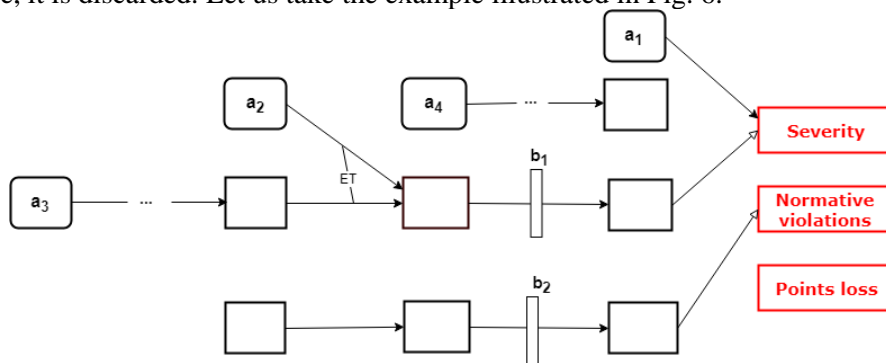 e, it is discarded. Let us take the example illustrated in Fig. 6.
a1
a2
a4
...
Severity
b1
ET
a3
...
Normative
violations
b2
Points loss